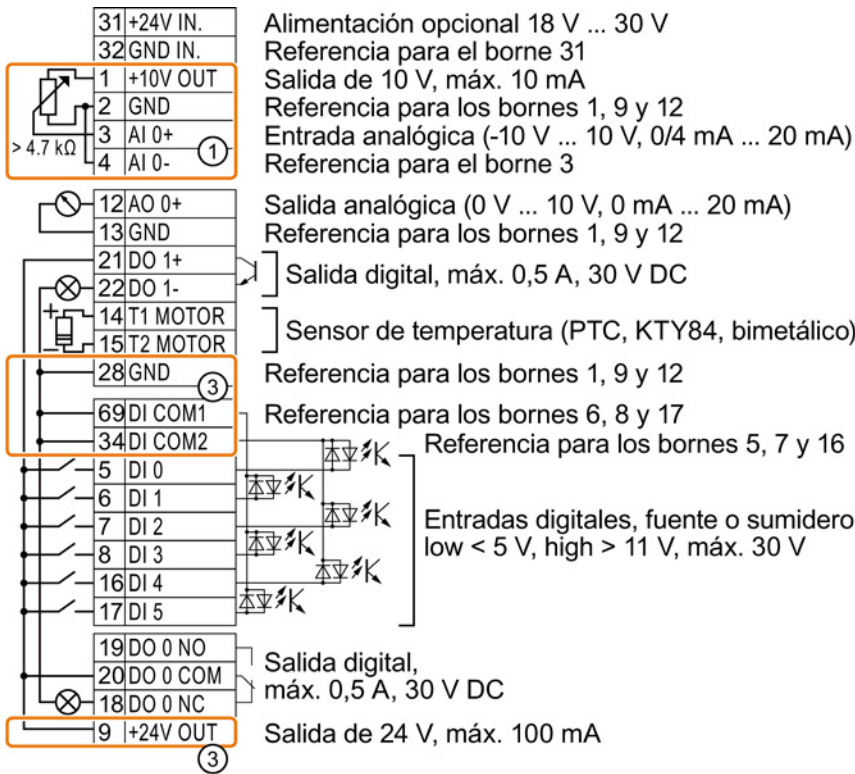 31 +24V IN. Alimentación opcional 18 V ... 30 V
32 GND IN. Referencia para el borne 31
1 +10V OUT Salida de 10 V, máx. 10 mA
2 GND Referencia para los bornes 1, 9 y 12
3 AI 0+ Entrada analógica (-10 V ... 10 V, 0/4 mA ... 20 mA)
> 4.7 kΩ
1
4 AI 0- Referencia para el borne 3
12 AO 0+ Salida analógica (0 V ... 10 V, 0 mA ... 20 mA)
13 GND Referencia para los bornes 1, 9 y 12
21 DO 1+
Salida digital, máx. 0,5 A, 30 V DC
22 DO 1-
+
14 T1 MOTOR
Sensor de temperatura (PTC, KTY84, bimetálico)
−
15 T2 MOTOR
28 GND Referencia para los bornes 1, 9 y 12
3
69 DI COM1 Referencia para los bornes 6, 8 y 17
34 DI COM2 Referencia para los bornes 5, 7 y 16
5 DI 0
6 DI 1
7 DI 2
Entradas digitales, fuente o sumidero
low < 5 V, high > 11 V, máx. 30 V
8 DI 3
16 DI 4
17 DI 5
19 DO 0 NO
Salida digital,
20 DO 0 COM
máx. 0,5 A, 30 V DC
18 DO 0 NC
9 +24V OUT Salida de 24 V, máx. 100 mA
3